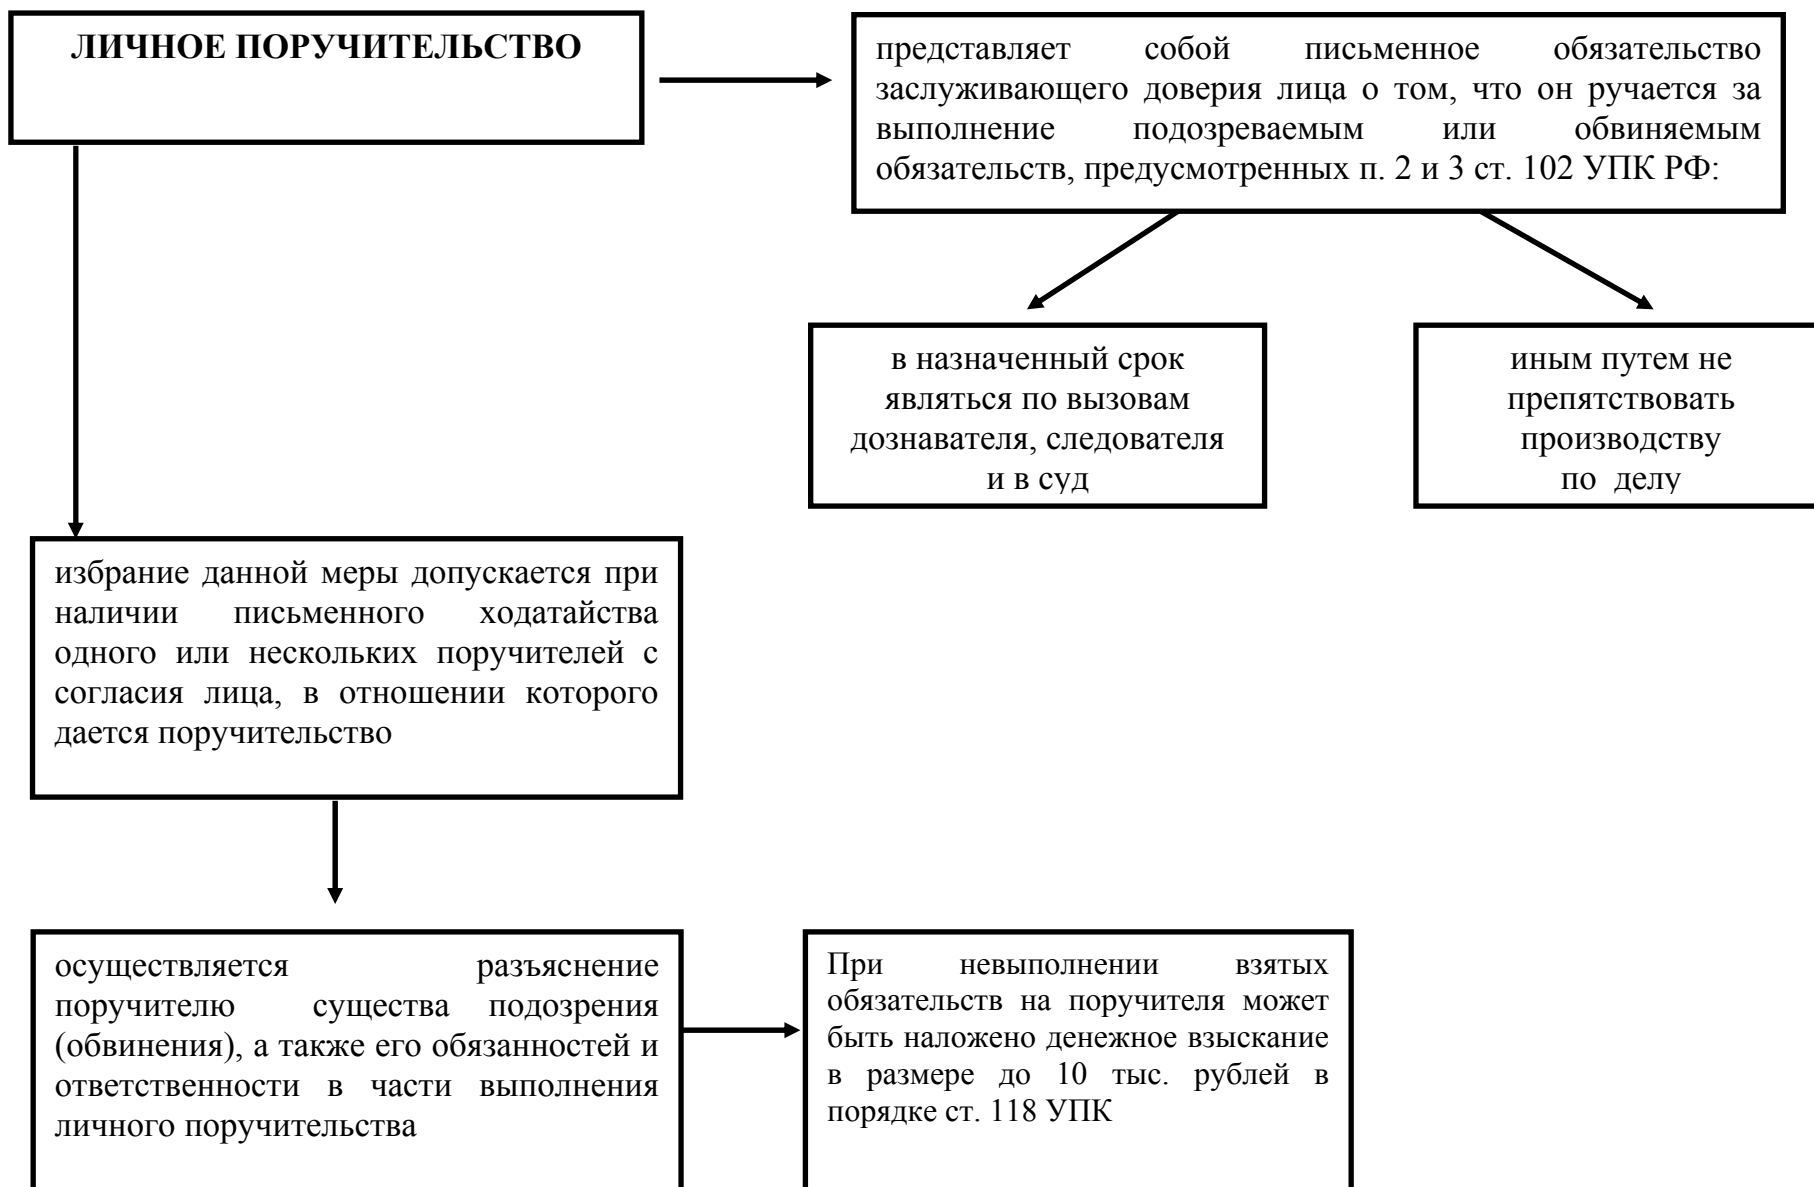 ЛИЧНОЕ ПОРУЧИТЕЛЬСТВО
представляет собой письменное обязательство
заслуживающего доверия лица о том, что он ручается за
выполнение подозреваемым или обвиняемым
обязательств, предусмотренных п. 2 и 3 ст. 102 УПК РФ:
в назначенный срок
являться по вызовам
дознавателя, следователя
и в суд
иным путем не
препятствовать
производству
по делу
избрание данной меры допускается при
наличии письменного ходатайства
одного или нескольких поручителей с
согласия лица, в отношении которого
дается поручительство
осуществляется разъяснение
поручителю существа подозрения
(обвинения), а также его обязанностей и
ответственности в части выполнения
личного поручительства
При невыполнении взятых
обязательств на поручителя может
быть наложено денежное взыскание
в размере до 10 тыс. рублей в
порядке ст. 118 УПК